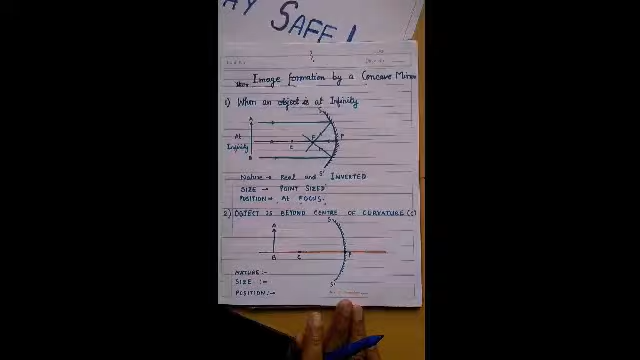 AY SAFE!
Image formation by a Concave Mirror
1) When an object is at Infinity
S
A
At
Infinity
B
C
F
P
S'
Nature → Real and INVERTED
SIZE → POINT SIZED
POSITION → AT FOCUS.
2) OBJECT IS BEYOND CENTRE OF CURVATURE (C)
S
A
B
C
P
S'
NATURE:-
SIZE :-
POSITION:-